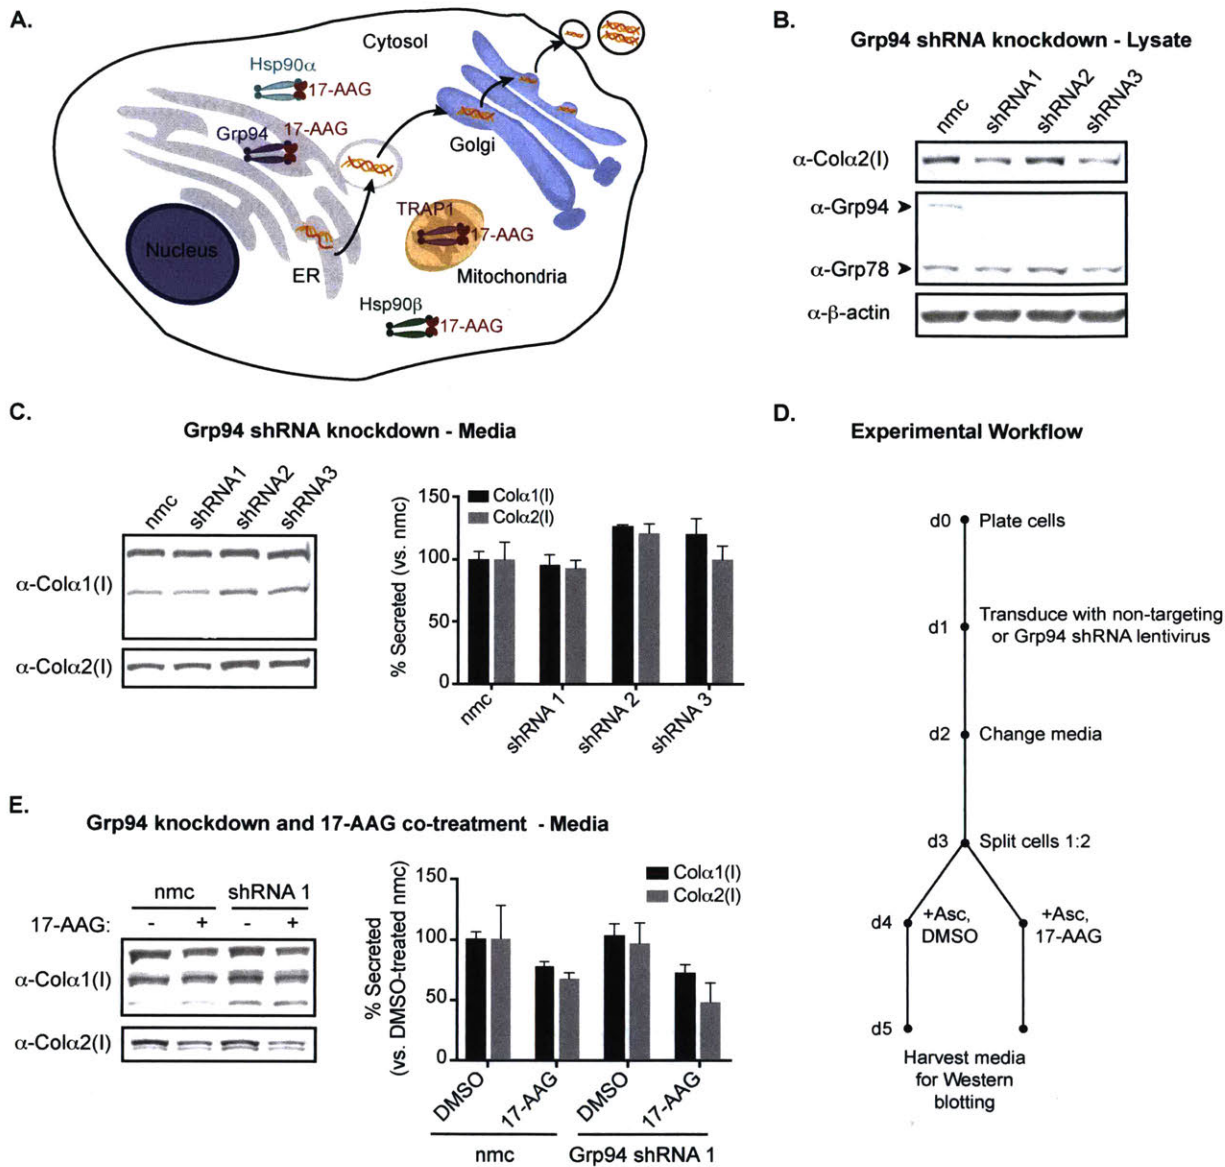 A.
Cytosol
Hsp90α
17-AAG
Grp94
17-AAG
Golgi
TRAP1
17-AAG
Nucleus
ER
Mitochondria
Hsp90β
17-AAG
B.
Grp94 shRNA knockdown - Lysate
nmc
shRNA1
shRNA2
shRNA3
α-Colα2(I)
α-Grp94
α-Grp78
α-β-actin
C.
Grp94 shRNA knockdown - Media
nmc
shRNA1
shRNA2
shRNA3
α-Colα1(I)
α-Colα2(I)
% Secreted (vs. nmc)
150
100
50
0
Colα1(I)
Colα2(I)
nmc
shRNA 1
shRNA 2
shRNA 3
D.
Experimental Workflow
d0 Plate cells
d1 Transduce with non-targeting
or Grp94 shRNA lentivirus
d2 Change media
d3 Split cells 1:2
d4 +Asc, +Asc,
DMSO 17-AAG
d5
Harvest media
for Western
blotting
E.
Grp94 knockdown and 17-AAG co-treatment - Media
nmc shRNA 1
17-AAG: - + - +
α-Colα1(I)
α-Colα2(I)
% Secreted
(vs. DMSO-treated nmc)
150
100
50
0
Colα1(I)
Colα2(I)
DMSO
17-AAG
DMSO
17-AAG
nmc Grp94 shRNA 1